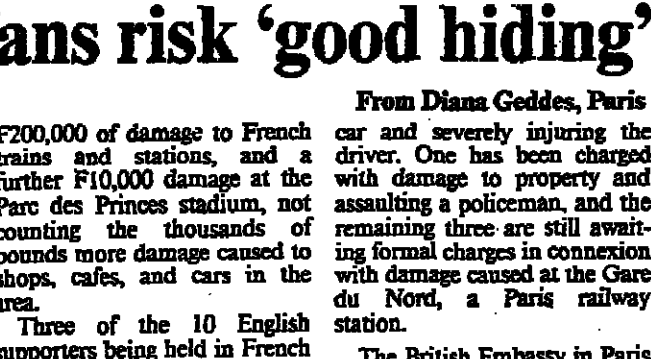 ans risk ‘good hiding’
From Diana Geddes, Paris
F200,000 of damage to French
trains and stations, and a
further F10,000 damage at the
Parc des Princes stadium, not
counting the thousands of
pounds more damage caused to
shops, cafes, and cars in the
area.
Three of the 10 English
supporters being held in French
car and severely injuring the
driver. One has been charged
with damage to property and
assaulting a policeman, and the
remaining three are still await-
ing formal charges in connexion
with damage caused at the Gare
du Nord, a Paris railway
station.
The British Embassy in Paris